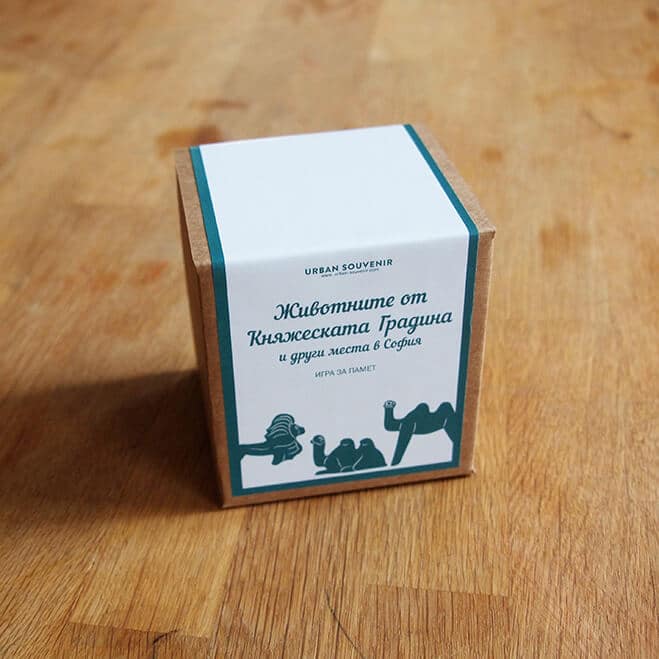 URBAN SOUVENIR
Животните от
Княжеската Градина
и други места в София
ИГРА ЗА ПАМЕТ